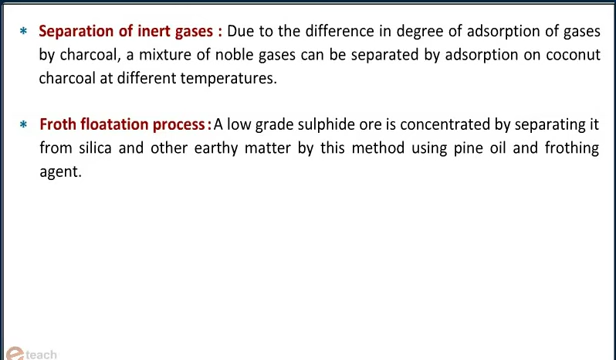 * Separation of inert gases : Due to the difference in degree of adsorption of gases
by charcoal, a mixture of noble gases can be separated by adsorption on coconut
charcoal at different temperatures.
* Froth floatation process : A low grade sulphide ore is concentrated by separating it
from silica and other earthy matter by this method using pine oil and frothing
agent.
e teach